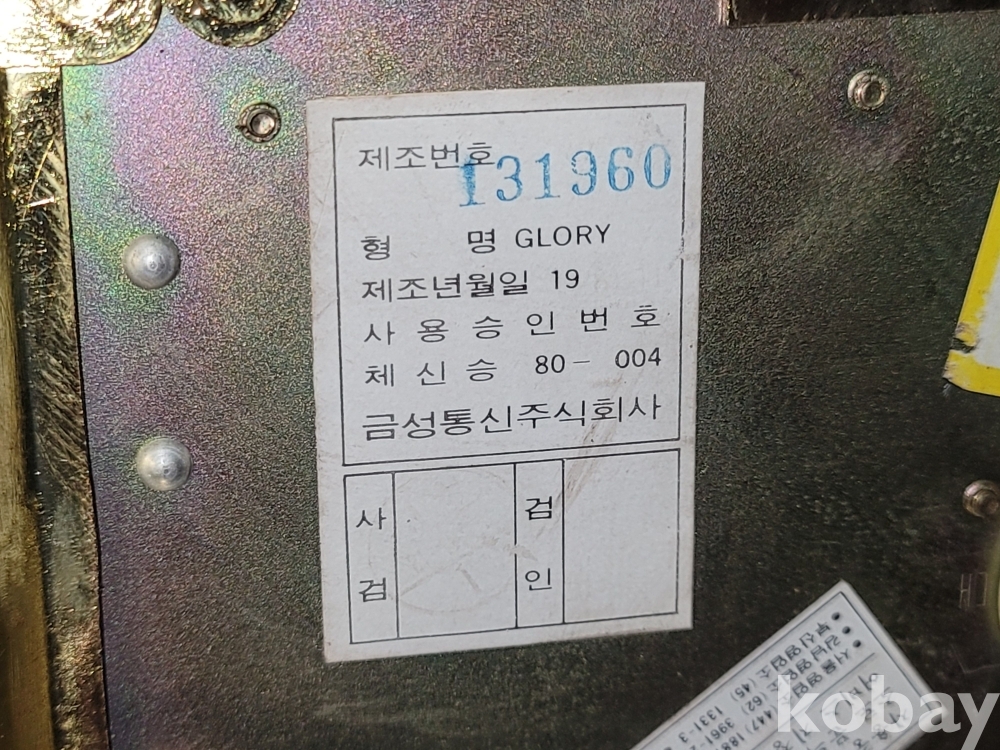 제조번호 131960
형 명 GLORY
제조년월일 19
사용승인번호
체신승 80- 004
금성통신주식회사
사검
검인
kobay